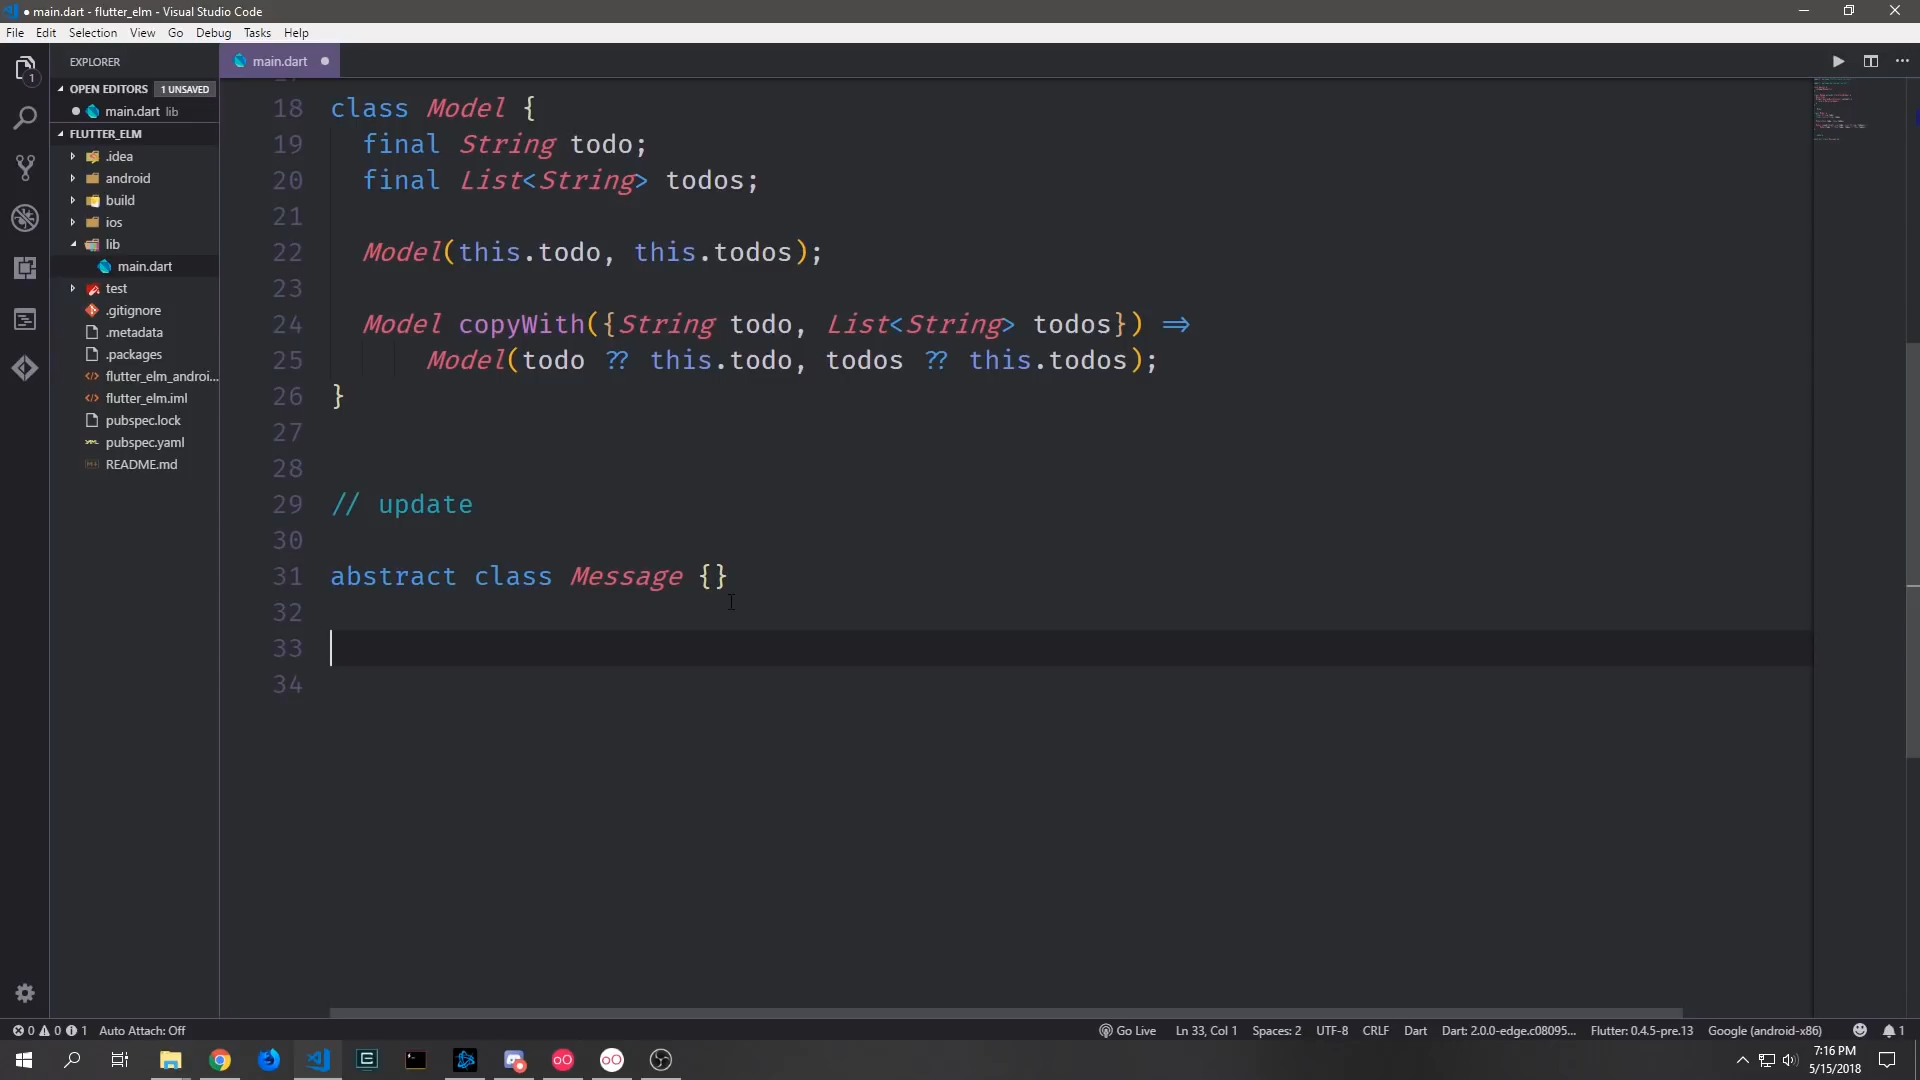 main.dart - flutter_elm - Visual Studio Code
File Edit Selection View Go Debug Tasks Help
EXPLORER
OPEN EDITORS 1 UNSAVED
main.dart lib
FLUTTER_ELM
.idea
android
build
ios
lib
main.dart
test
.gitignore
.metadata
.packages
flutter_elm_androi...
flutter_elm.iml
pubspec.lock
pubspec.yaml
README.md
1
main.dart
18 class Model {
19 final String todo;
20 final List<String> todos;
21
22 Model(this.todo, this.todos);
23
24 Model copyWith({String todo, List<String> todos}) =>
25 Model(todo ?? this.todo, todos ?? this.todos);
26 }
27
28
29 // update
30
31 abstract class Message {}
32
33
34
0 0 1 Auto Attach: Off Go Live Ln 33, Col 1 Spaces: 2 UTF-8 CRLF Dart Dart: 2.0.0-edge.c08095... Flutter: 0.4.5-pre.13 Google (android-x86) 1
7:16 PM
5/15/2018